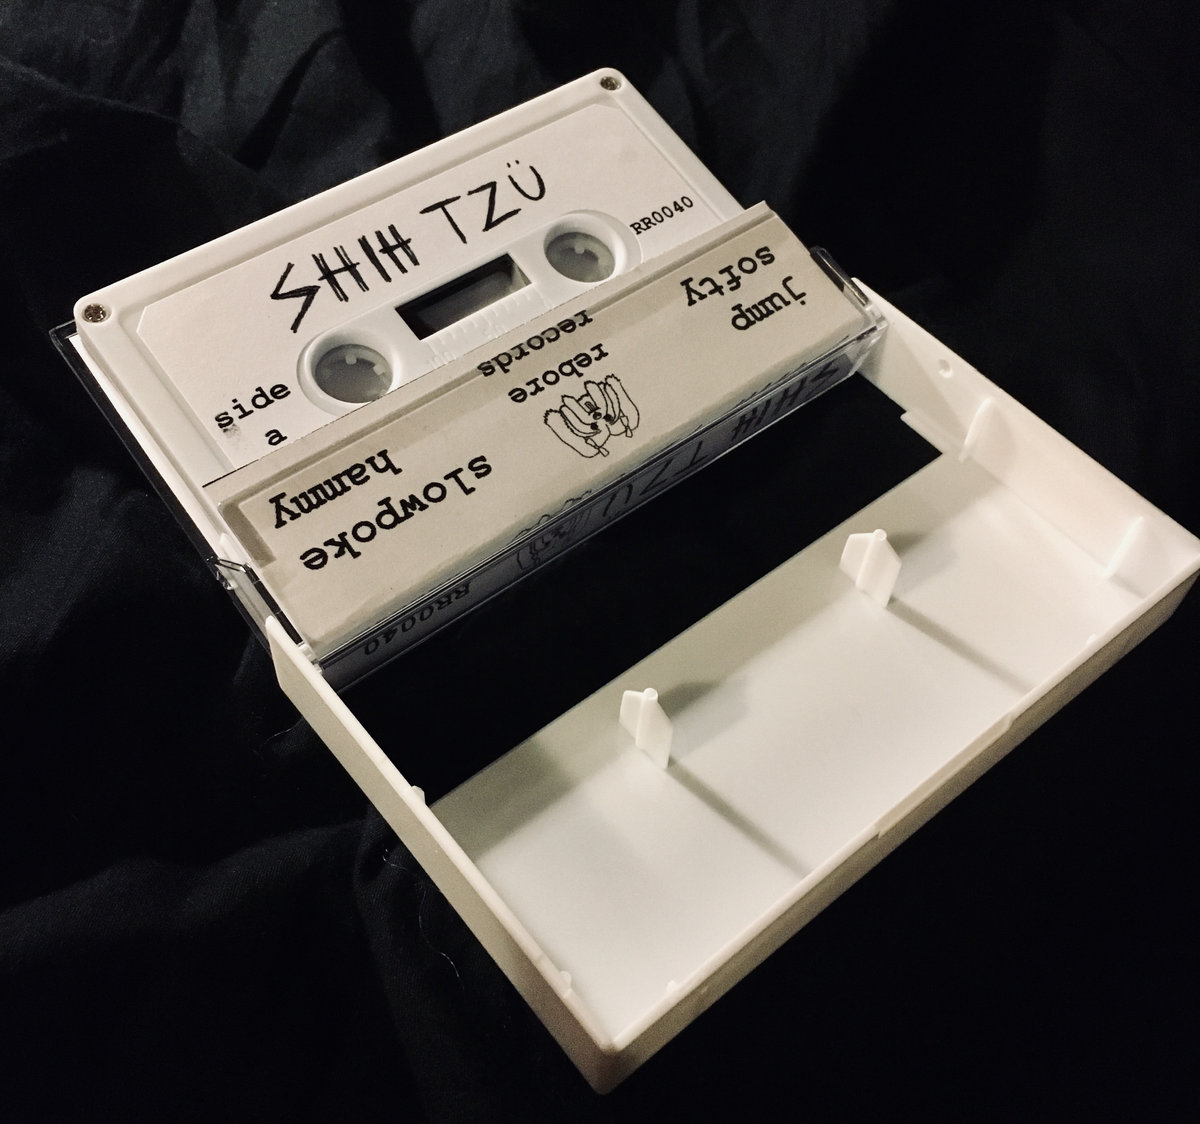 SHIH TZÜ
RR0040
side
a
slowpoke
hammy
rebore
records
jump
softy
SHIH TZÜ
RR0040